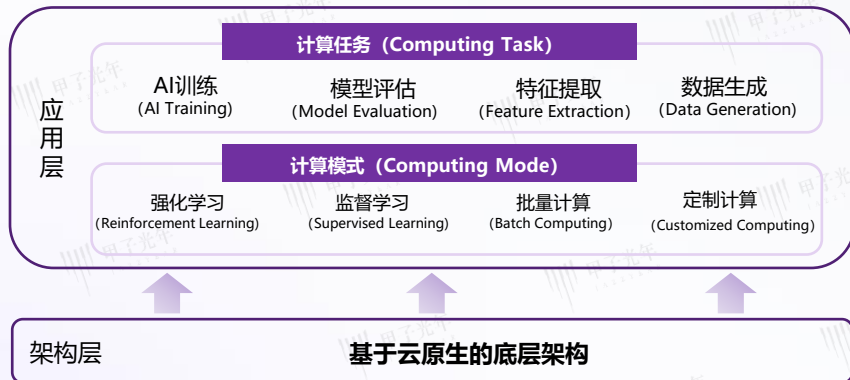 计算任务（Computing Task）
AI训练 模型评估 特征提取 数据生成
(AI Training) (Model Evaluation) (Feature Extraction) (Data Generation)
应用层
计算模式（Computing Mode）
强化学习 监督学习 批量计算 定制计算
(Reinforcement Learning) (Supervised Learning) (Batch Computing) (Customized Computing)
架构层 基于云原生的底层架构
甲子光年